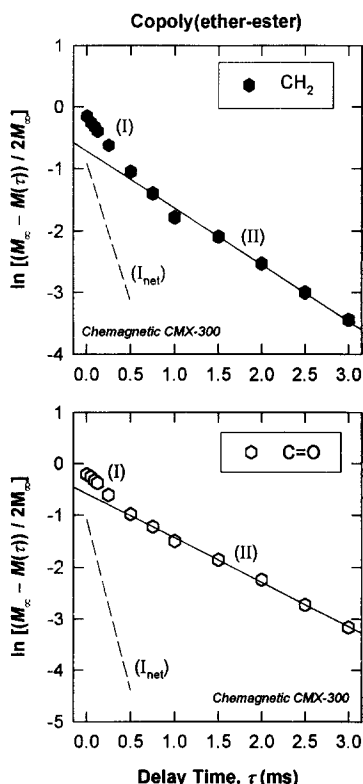 Copoly(ether-ester)
ln [(M∞ – M(τ)) / 2M∞]
1
0
-1
-2
-3
-4
CH₂
(I)
(II)
(Iₙₑₜ)
Chemagnetic CMX-300
0.0 0.5 1.0 1.5 2.0 2.5 3.0
ln [(M∞ – M(τ)) / 2M∞]
1
0
-1
-2
-3
-4
-5
C=O
(I)
(II)
(Iₙₑₜ)
Chemagnetic CMX-300
0.0 0.5 1.0 1.5 2.0 2.5 3.0
Delay Time, τ (ms)